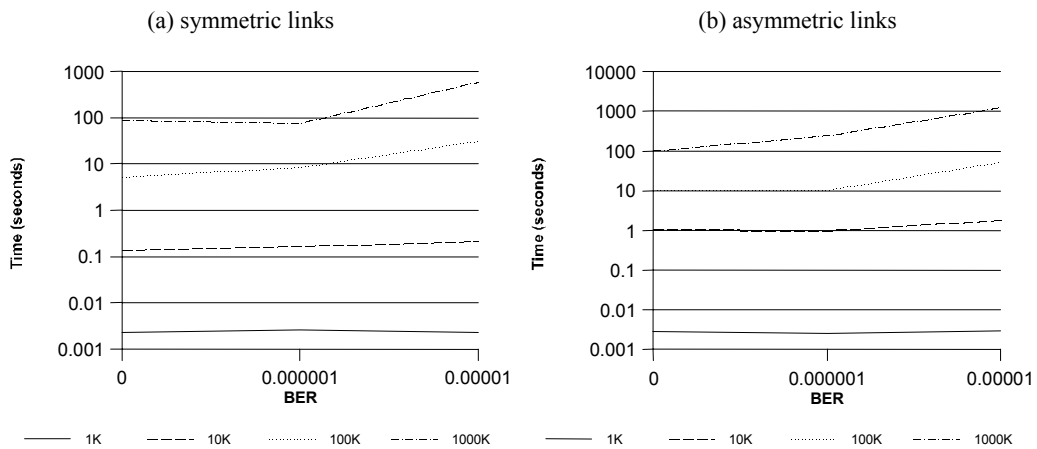 (a) symmetric links
Time (seconds)
1000
100
10
1
0.1
0.01
0.001
0 0.000001 0.00001
BER
1K 10K 100K 1000K
(b) asymmetric links
Time (seconds)
10000
1000
100
10
1
0.1
0.01
0.001
0 0.000001 0.00001
BER
1K 10K 100K 1000K